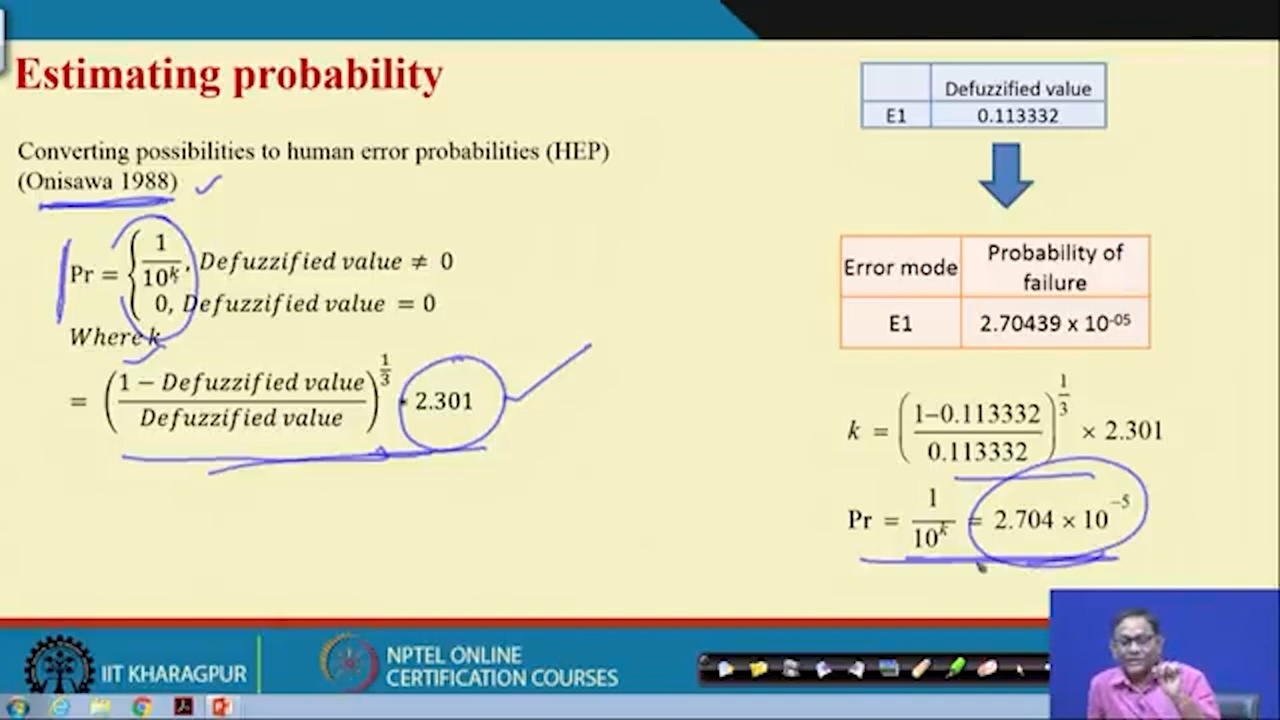 Estimating probability
Converting possibilities to human error probabilities (HEP)
(Onisawa 1988)
Pr = { 1/10^k, Defuzzified value ≠ 0
0, Defuzzified value = 0
Where k
= ((1 − Defuzzified value)/(Defuzzified value))^(1/3) * 2.301
Defuzzified value
E1 0.113332
Error mode Probability of failure
E1 2.70439 x 10^-05
k = ((1–0.113332)/0.113332)^(1/3) × 2.301
Pr = 1/10^k = 2.704 × 10^−5
IIT KHARAGPUR
NPTEL ONLINE
CERTIFICATION COURSES